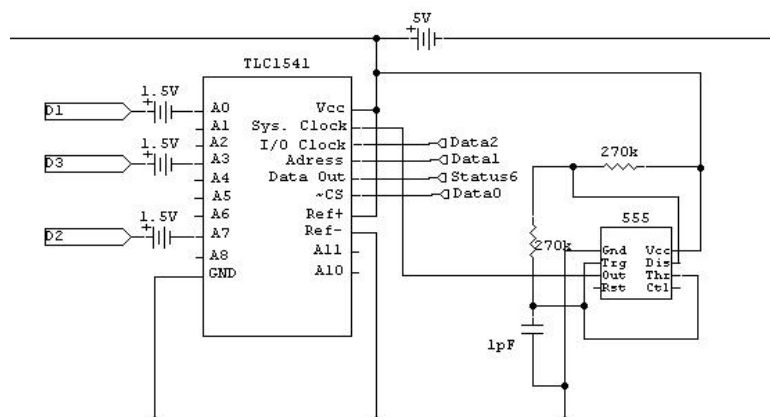 5V
TLC1541
1.5V
D1
A0
A1
A2
1.5V
D3
A3
A4
A5
1.5V
A6
D2
A7
A8
GND
Vcc
Sys. Clock
I/O Clock
Adress
Data Out
~CS
Ref+
Ref-
A11
A10
Data2
Data1
Status6
Data0
270k
270k
555
Gnd Vcc
Trg Dis
Out Thr
Rst Ctl
1pF